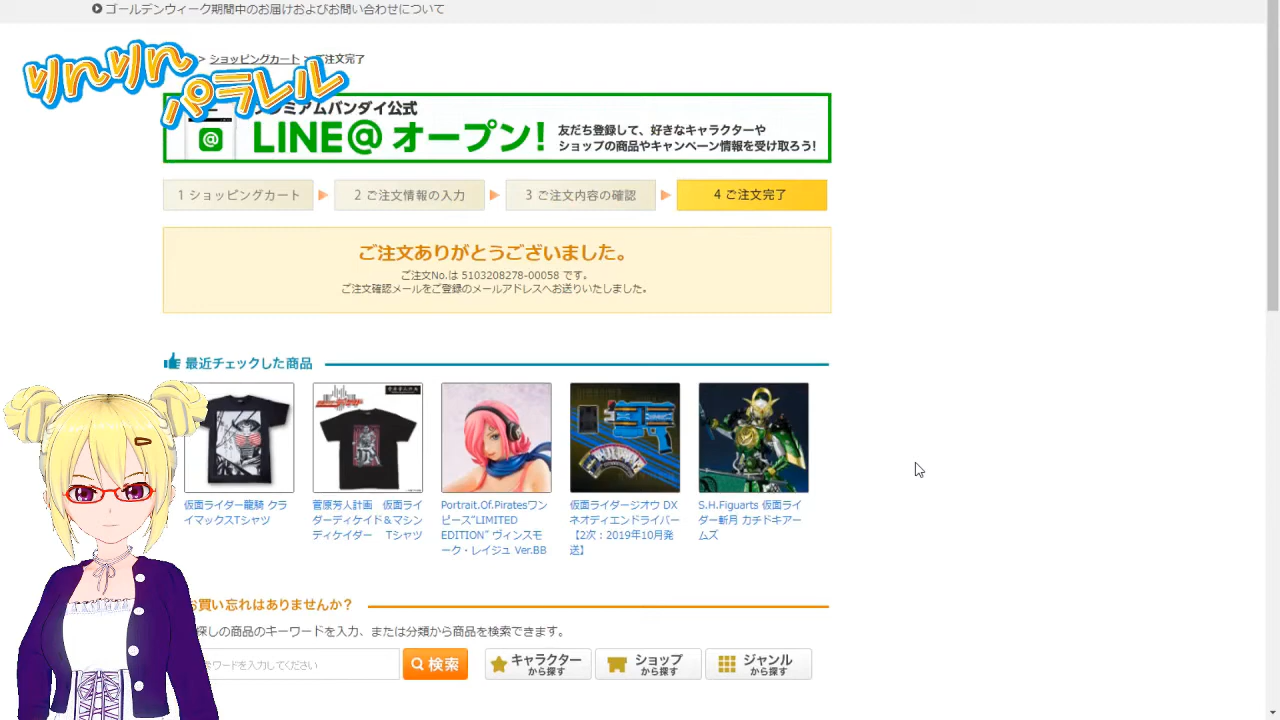 ゴールデンウィーク期間中のお届けおよびお問い合わせについて
りんりん
パラレル
> ショッピングカート > ご注文完了
プレミアムバンダイ公式
LINE@ オープン!
友だち登録して、好きなキャラクターや
ショップの商品やキャンペーン情報を受け取ろう!
1 ショッピングカート
2 ご注文情報の入力
3 ご注文内容の確認
4 ご注文完了
ご注文ありがとうございました。
ご注文No.は 5103208278-00058 です。
ご注文確認メールをご登録のメールアドレスへお送りいたしました。
最近チェックした商品
仮面ライダー龍騎 クラ
イマックスTシャツ
菅原芳人計画　仮面ライ
ダーディケイド&マシン
ディケイダー　Tシャツ
Portrait.Of.Piratesワン
ピース“LIMITED
EDITION” ヴィンスモ
ーク・レイジュ Ver.BB
仮面ライダージオウ DX
ネオディエンドライバー
【2次：2019年10月発
送】
S.H.Figuarts 仮面ライ
ダー斬月 カチドキアー
ムズ
お買い忘れはありませんか？
探しの商品のキーワードを入力、または分類から商品を検索できます。
ワードを入力してください
検索
キャラクター
から探す
ショップ
から探す
ジャンル
から探す